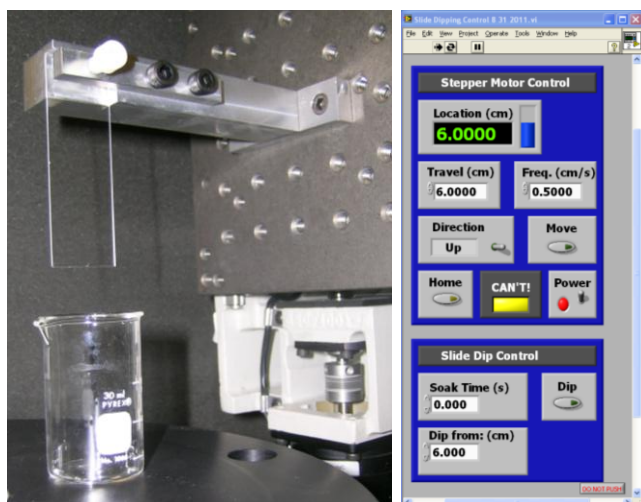 30 ml
PYREX®
Slide Dipping Control 8 31 2011.vi
File Edit View Project Operate Tools Window Help
Stepper Motor Control
Location (cm)
6.0000
Travel (cm) Freq. (cm/s)
6.0000 0.5000
Direction Move
Up
Home CAN'T! Power
Slide Dip Control
Soak Time (s) Dip
0.000
Dip from: (cm)
6.000
DO NOT PUSH!